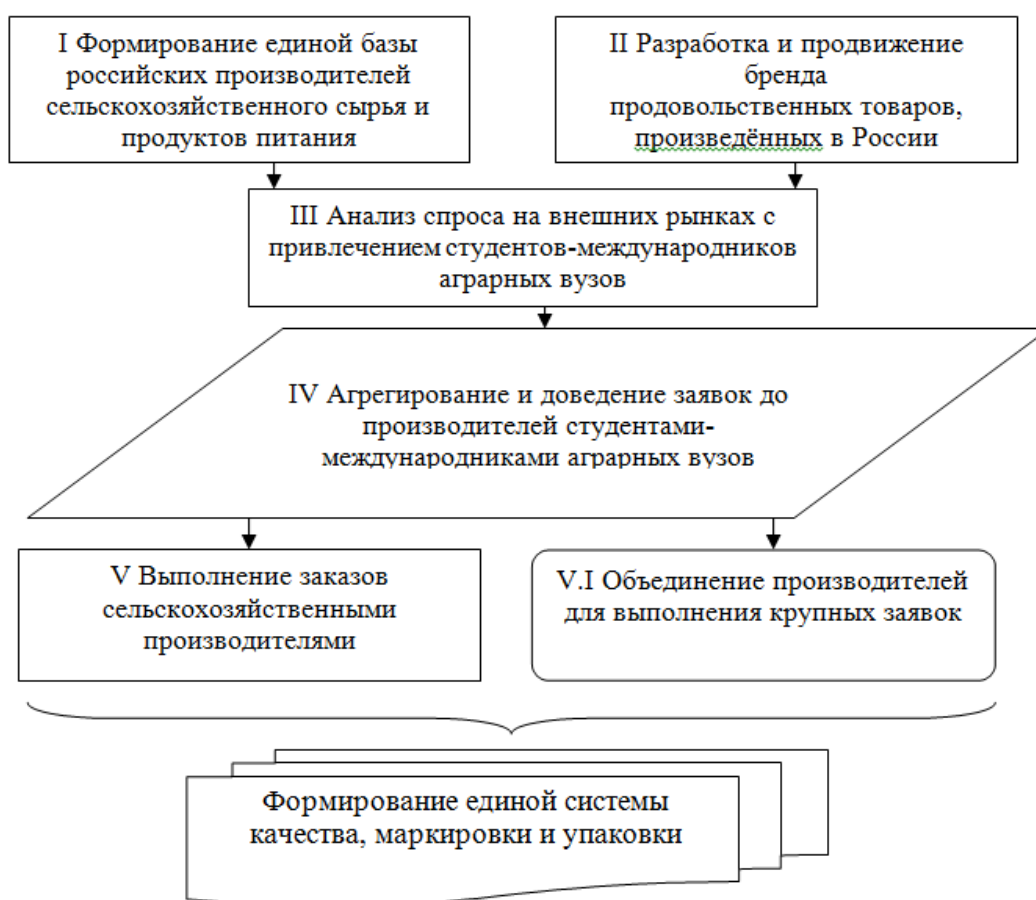 I Формирование единой базы
российских производителей
сельскохозяйственного сырья и
продуктов питания
II Разработка и продвижение
бренда
продовольственных товаров,
произведённых в России
III Анализ спроса на внешних рынках с
привлечением студентов-международников
аграрных вузов
IV Агрегирование и доведение заявок до
производителей студентами-
международниками аграрных вузов
V Выполнение заказов
сельскохозяйственными
производителями
V.I Объединение производителей
для выполнения крупных заявок
Формирование единой системы
качества, маркировки и упаковки